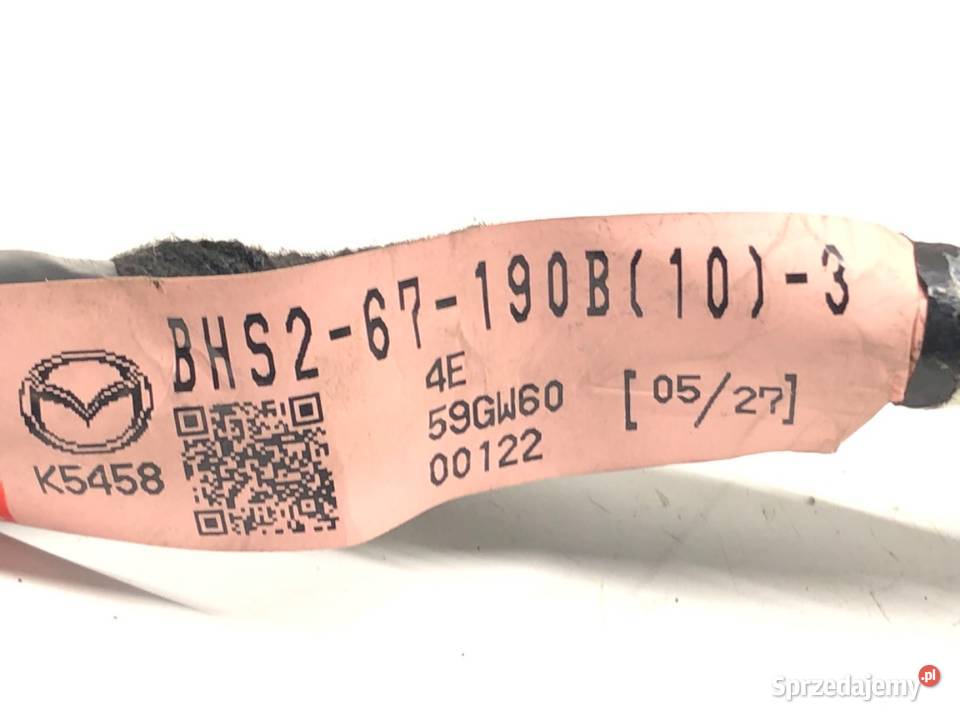 BHS2-67-190B(10)-3
4E
59GW60 [05/27]
00122
K5458
Sprzedajemy.pl